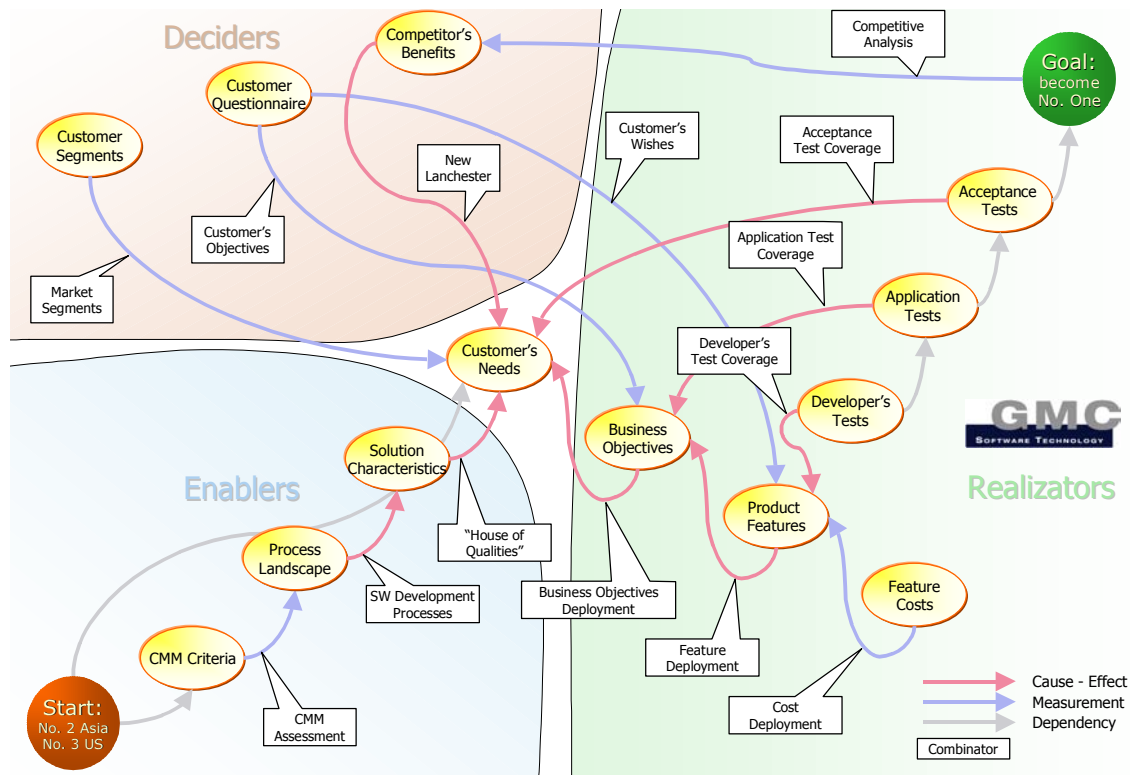 Deciders
Competitor's
Benefits
Competitive
Analysis
Goal:
become
No. One
Customer
Questionnaire
Customer
Segments
Customer's
Wishes
Acceptance
Test Coverage
New
Lanchester
Acceptance
Tests
Customer's
Objectives
Application Test
Coverage
Market
Segments
Application
Tests
Customer's
Needs
Developer's
Test Coverage
Developer's
Tests
GMC
SOFTWARE TECHNOLOGY
Business
Objectives
Solution
Characteristics
Enablers
Realizators
Product
Features
"House of
Qualities"
Process
Landscape
SW Development
Processes
Business Objectives
Deployment
Feature
Costs
Feature
Deployment
CMM Criteria
Cost
Deployment
CMM
Assessment
Start:
No. 2 Asia
No. 3 US
Cause - Effect
Measurement
Dependency
Combinator